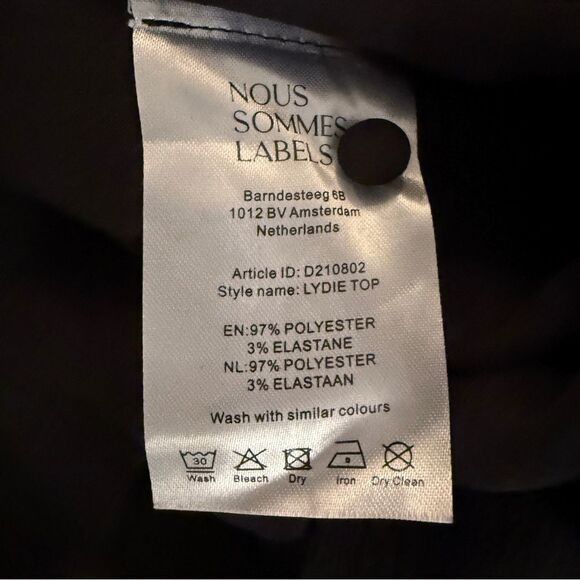 NOUS
SOMMES
LABELS
Barndesteeg 6B
1012 BV Amsterdam
Netherlands
Article ID: D210802
Style name: LYDIE TOP
EN:97% POLYESTER
3% ELASTANE
NL:97% POLYESTER
3% ELASTAAN
Wash with similar colours
30
Wash Bleach Dry Iron Dry Clean